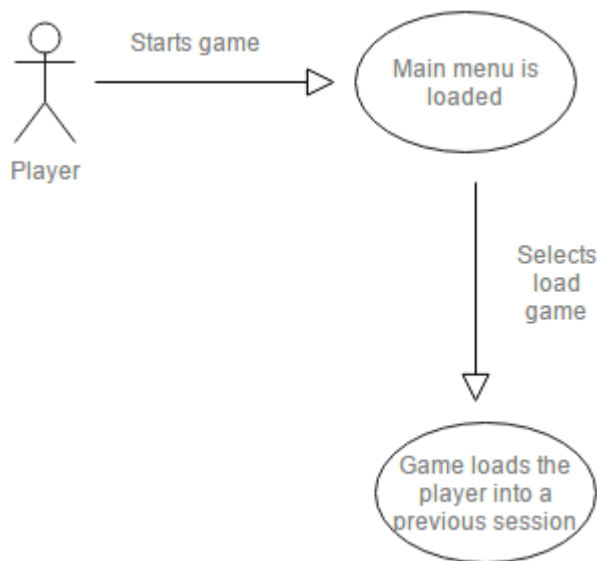 Starts game
Main menu is
loaded
Player
Selects
load
game
Game loads the
player into a
previous session